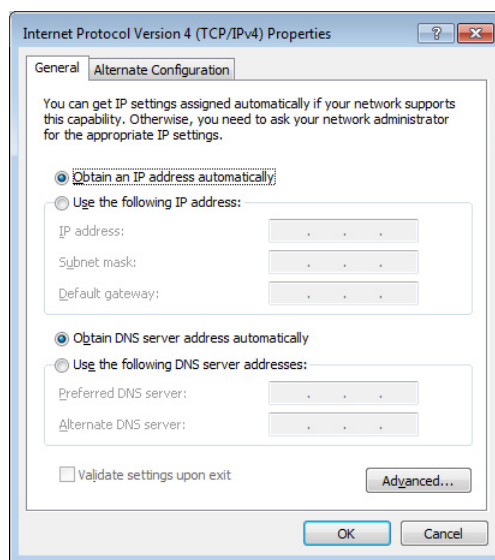 Internet Protocol Version 4 (TCP/IPv4) Properties
General
Alternate Configuration
You can get IP settings assigned automatically if your network supports
this capability. Otherwise, you need to ask your network administrator
for the appropriate IP settings.
Obtain an IP address automatically
Use the following IP address:
IP address:
Subnet mask:
Default gateway:
Obtain DNS server address automatically
Use the following DNS server addresses:
Preferred DNS server:
Alternate DNS server:
Validate settings upon exit
Advanced...
OK
Cancel